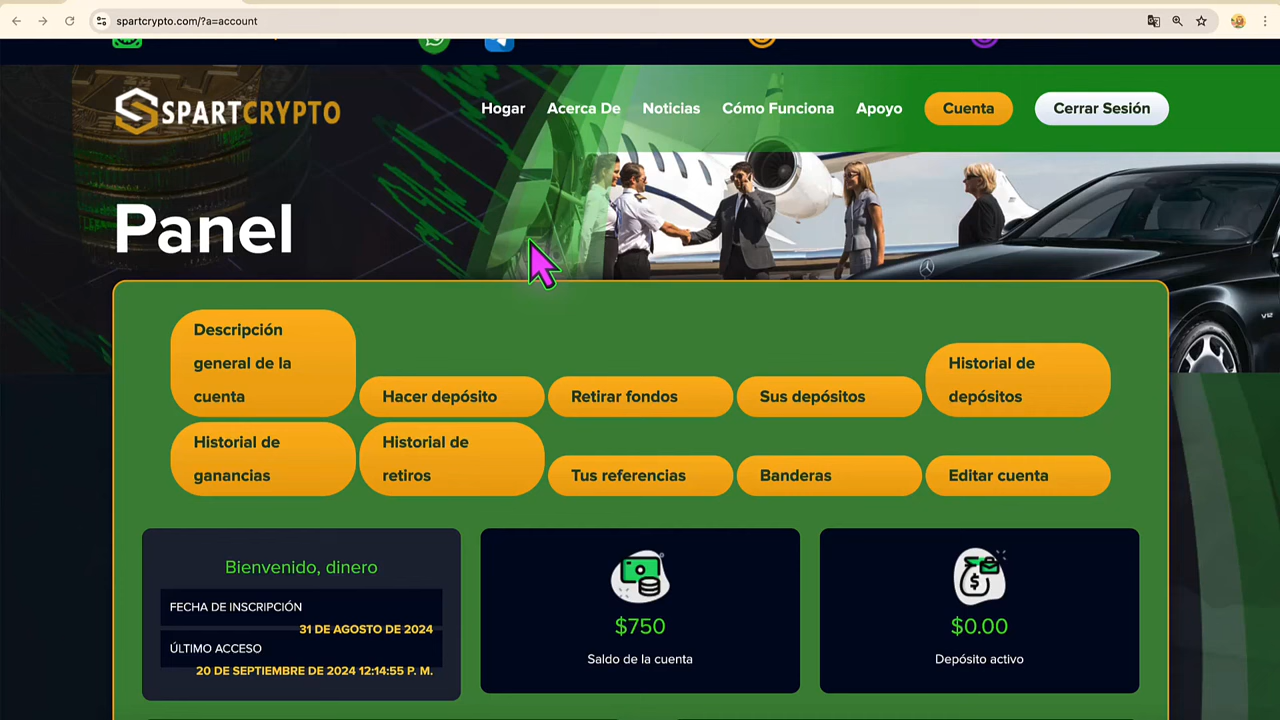 spartcrypto.com/?a=account
SPARTCRYPTO
Hogar
Acerca De
Noticias
Cómo Funciona
Apoyo
Cuenta
Cerrar Sesión
Panel
Descripción
general de la
cuenta
Hacer depósito
Retirar fondos
Sus depósitos
Historial de
depósitos
Historial de
ganancias
Historial de
retiros
Tus referencias
Banderas
Editar cuenta
Bienvenido, dinero
FECHA DE INSCRIPCIÓN
31 DE AGOSTO DE 2024
ÚLTIMO ACCESO
20 DE SEPTIEMBRE DE 2024 12:14:55 P. M.
$750
Saldo de la cuenta
$0.00
Depósito activo